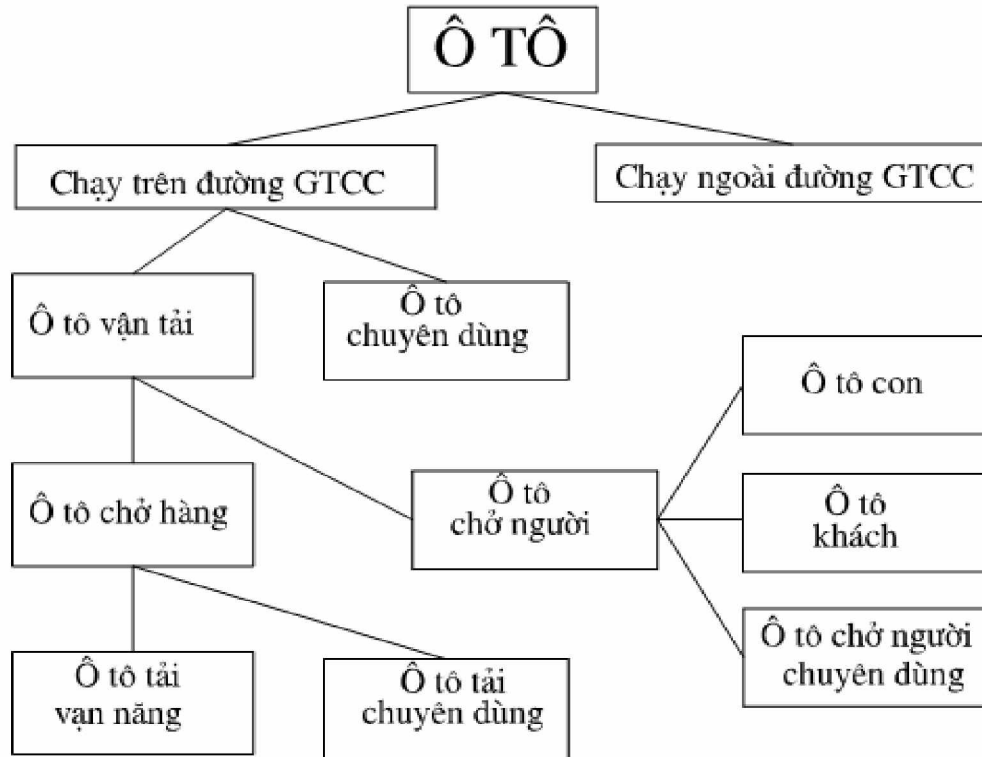 Ô TÔ
Chạy trên đường GTCC
Chạy ngoài đường GTCC
Ô tô vận tải
Ô tô
chuyên dùng
Ô tô con
Ô tô chở hàng
Ô tô
chở người
Ô tô
khách
Ô tô chở người
chuyên dùng
Ô tô tải
vạn năng
Ô tô tải
chuyên dùng